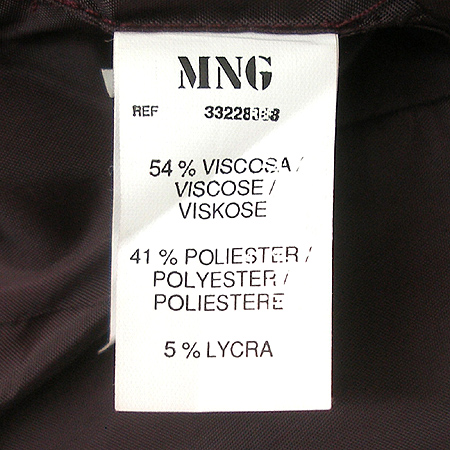 MNG
REF
54 % VISCOSA /
VISCOSE /
VISKOSE
41 % POLIESTER /
POLYESTER /
POLIESTERE
5 % LYCRA